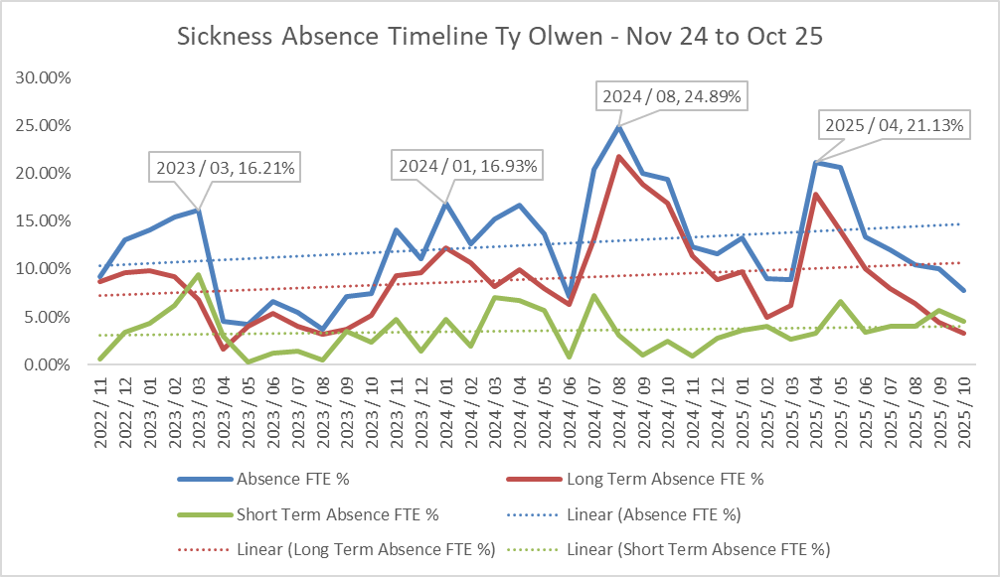 Sickness Absence Timeline Ty Olwen - Nov 24 to Oct 25
30.00%
25.00%
20.00%
15.00%
10.00%
5.00%
0.00%
2023 / 03, 16.21%
2024 / 01, 16.93%
2024 / 08, 24.89%
2025 / 04, 21.13%
2022 / 11
2022 / 12
2023 / 01
2023 / 02
2023 / 03
2023 / 04
2023 / 05
2023 / 06
2023 / 07
2023 / 08
2023 / 09
2023 / 10
2023 / 11
2023 / 12
2024 / 01
2024 / 02
2024 / 03
2024 / 04
2024 / 05
2024 / 06
2024 / 07
2024 / 08
2024 / 09
2024 / 10
2024 / 11
2024 / 12
2025 / 01
2025 / 02
2025 / 03
2025 / 04
2025 / 05
2025 / 06
2025 / 07
2025 / 08
2025 / 09
2025 / 10
Absence FTE %
Long Term Absence FTE %
Short Term Absence FTE %
Linear (Absence FTE %)
Linear (Long Term Absence FTE %)
Linear (Short Term Absence FTE %)